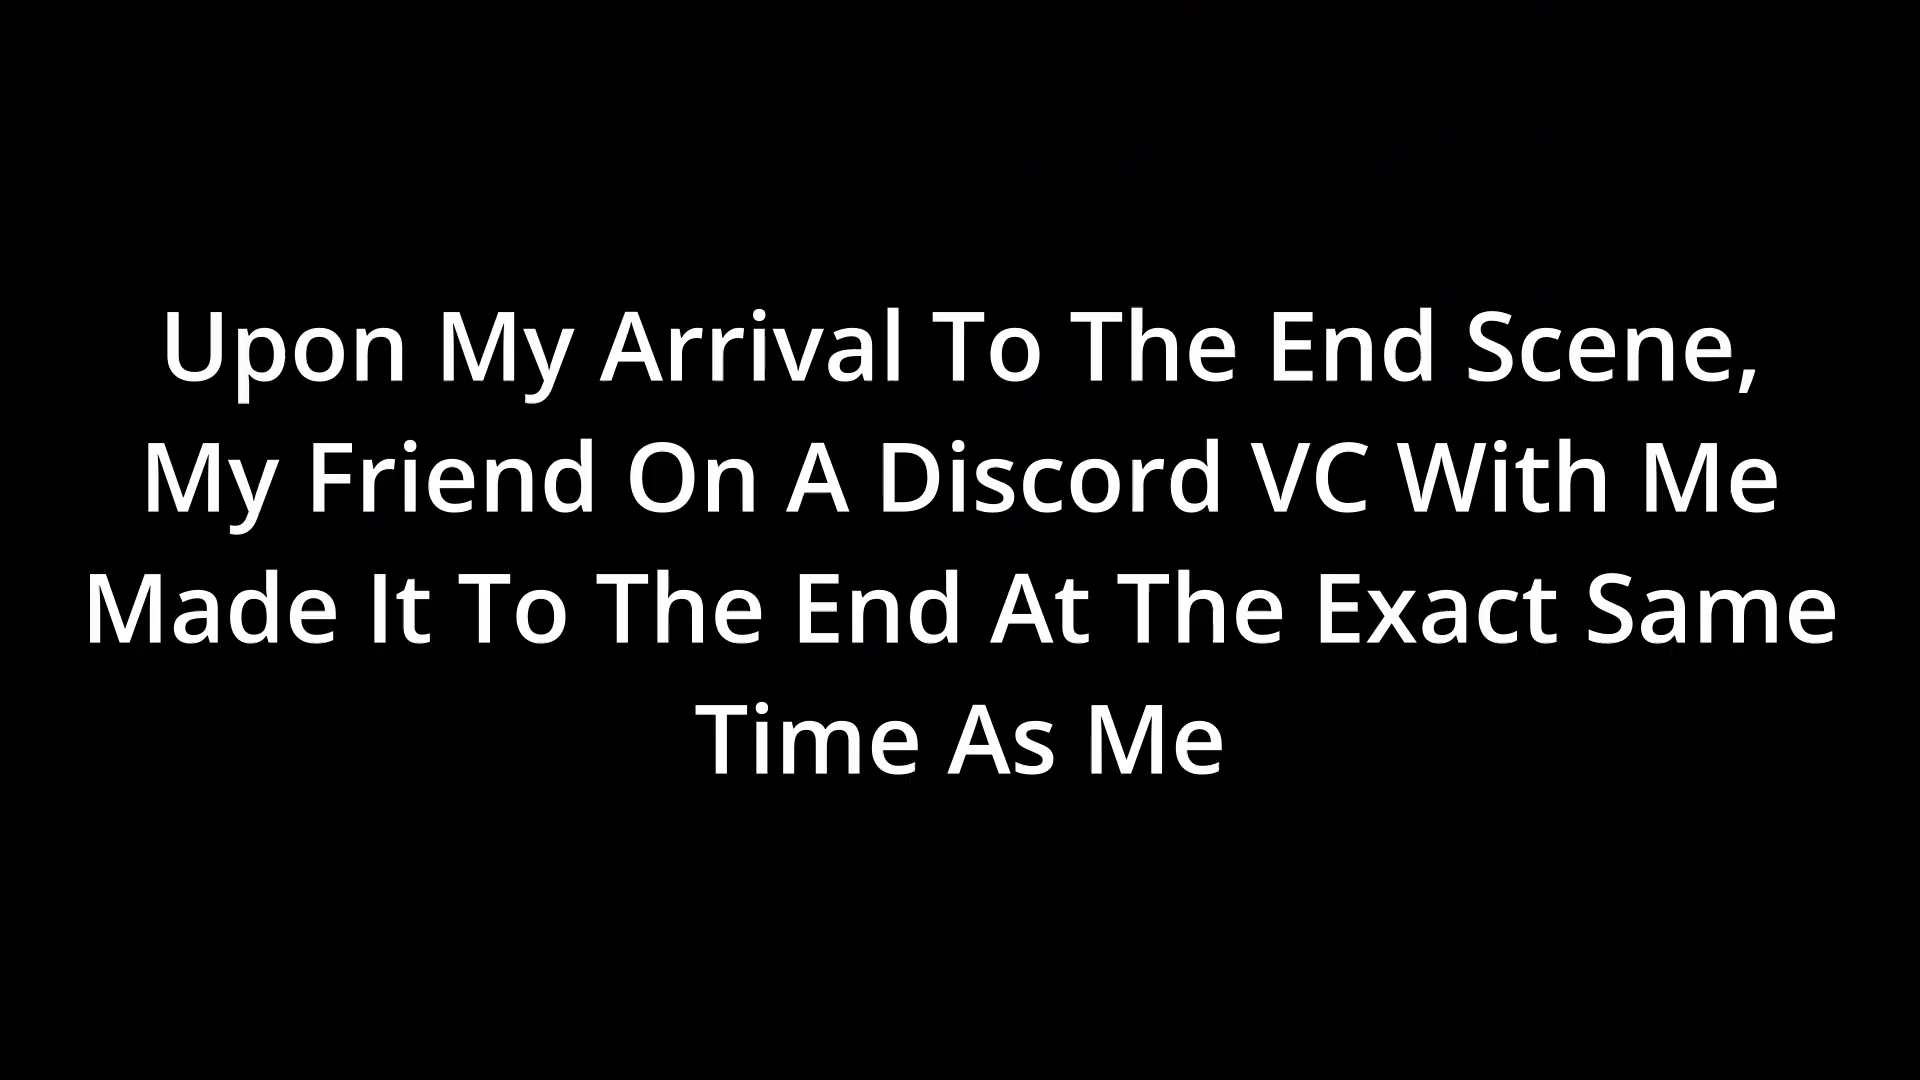 Upon My Arrival To The End Scene,
My Friend On A Discord VC With Me
Made It To The End At The Exact Same
Time As Me